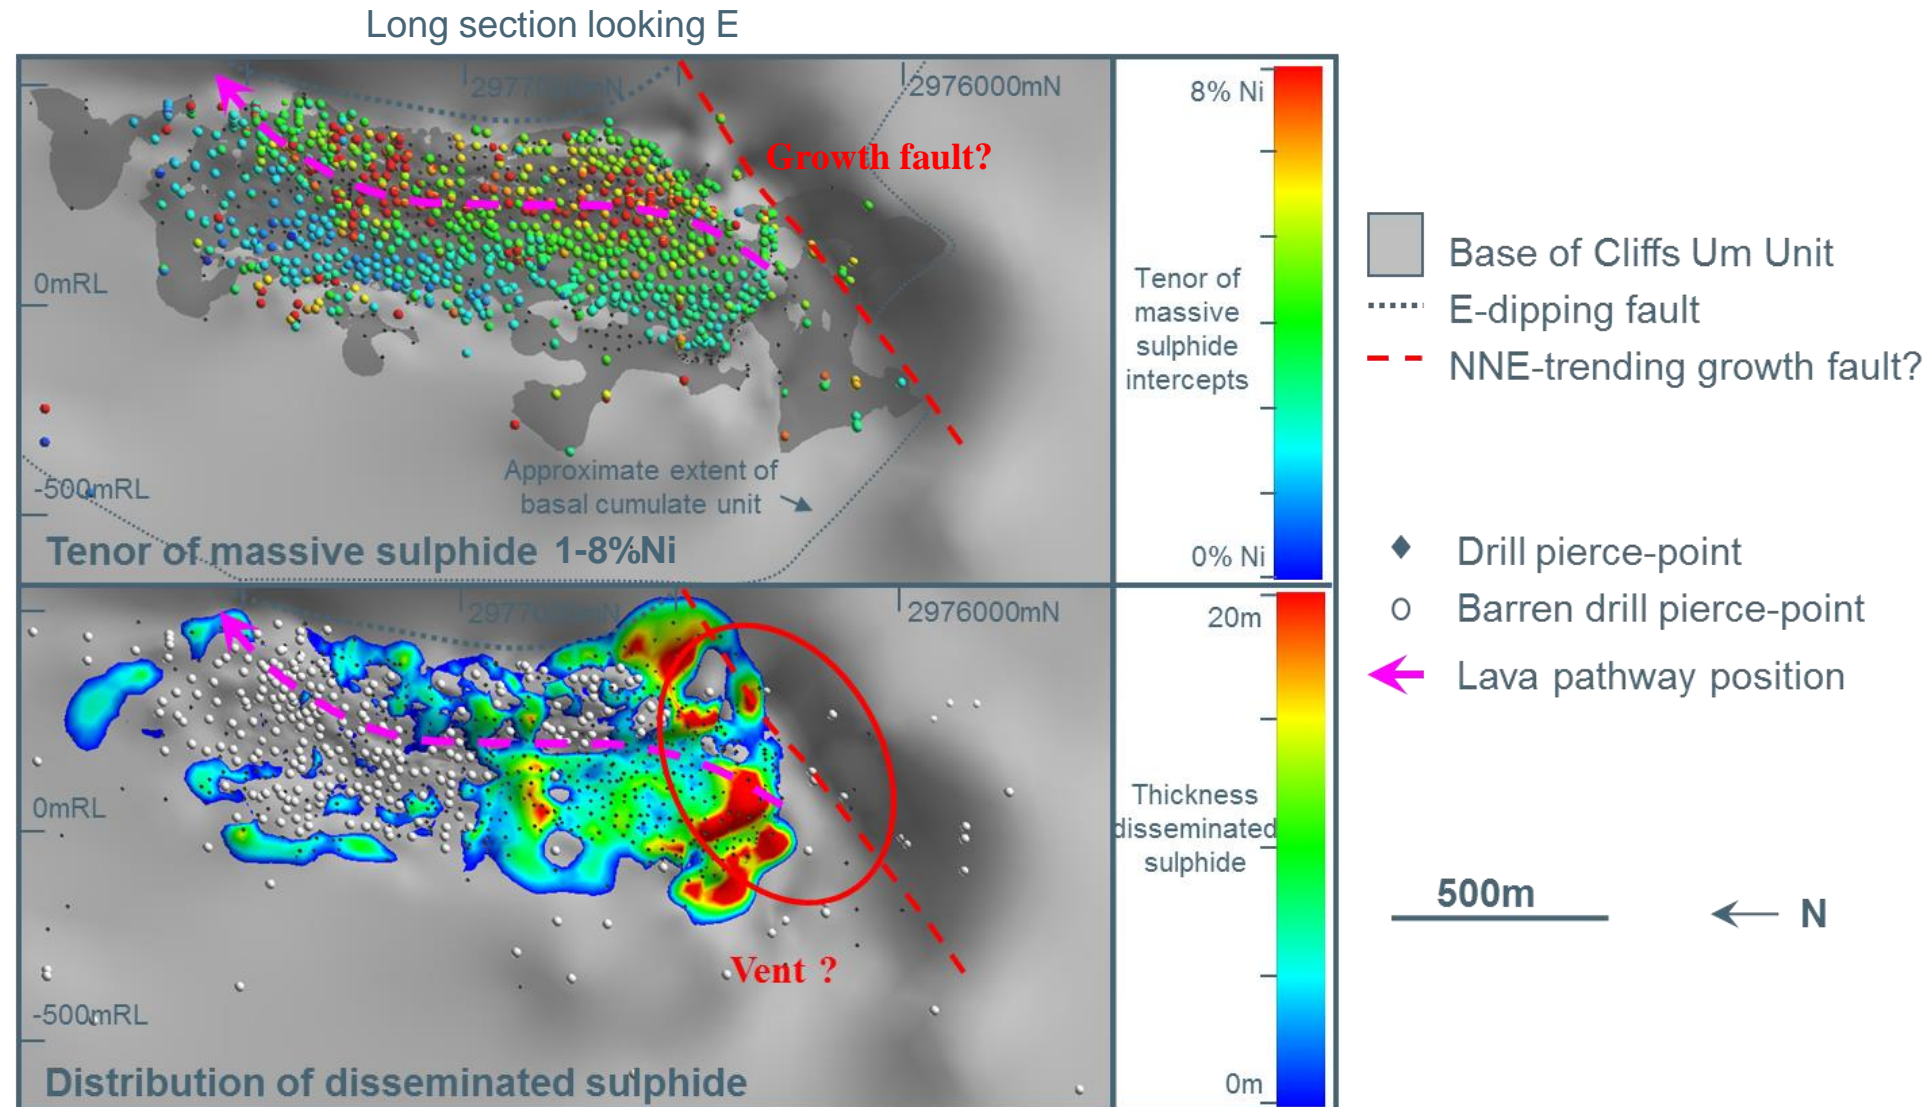 Long section looking E
2977000mN
2976000mN
Growth fault?
0mRL
-500mRL
Approximate extent of
basal cumulate unit
Tenor of massive sulphide 1-8%Ni
8% Ni
Tenor of
massive
sulphide
intercepts
0% Ni
2977000mN
2976000mN
0mRL
-500mRL
Vent ?
Distribution of disseminated sulphide
20m
Thickness
disseminated
sulphide
0m
Base of Cliffs Um Unit
E-dipping fault
NNE-trending growth fault?
Drill pierce-point
Barren drill pierce-point
Lava pathway position
500m
N